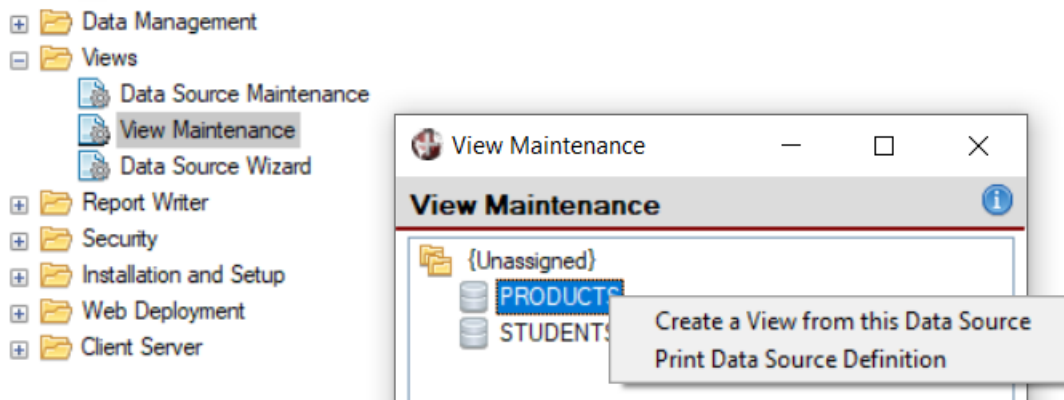 Data Management
Views
Data Source Maintenance
View Maintenance
Data Source Wizard
Report Writer
Security
Installation and Setup
Web Deployment
Client Server
View Maintenance
View Maintenance
{Unassigned}
PRODUCTS
STUDENTS
Create a View from this Data Source
Print Data Source Definition